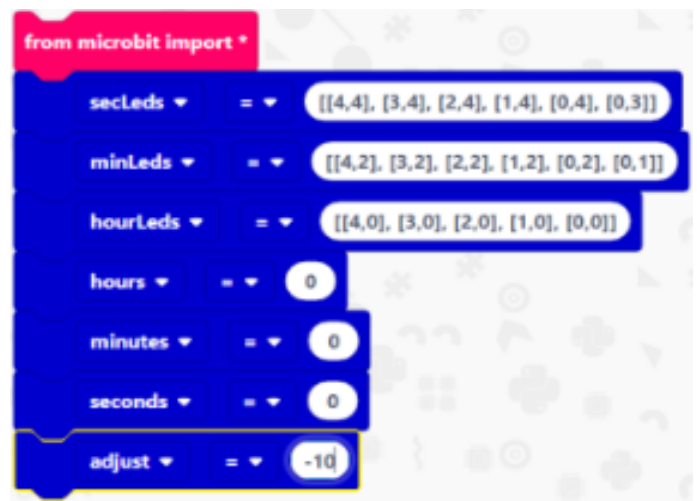 from microbit import *
secLeds = [[4,4], [3,4], [2,4], [1,4], [0,4], [0,3]]
minLeds = [[4,2], [3,2], [2,2], [1,2], [0,2], [0,1]]
hourLeds = [[4,0], [3,0], [2,0], [1,0], [0,0]]
hours = 0
minutes = 0
seconds = 0
adjust = -10